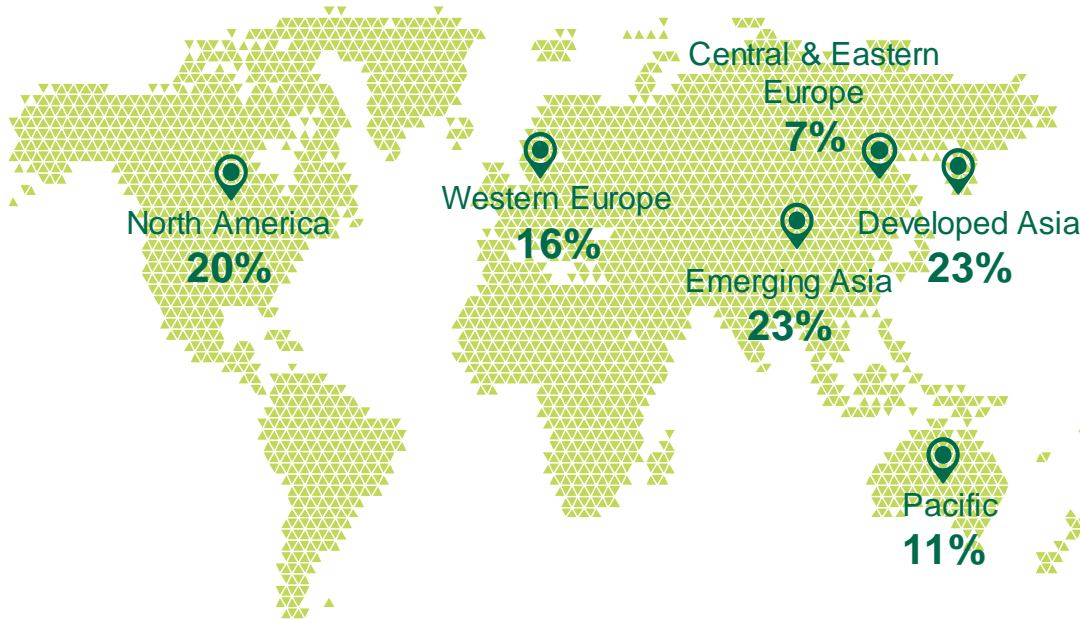 Central & Eastern
Europe
7%
North America
20%
Western Europe
16%
Developed Asia
23%
Emerging Asia
23%
Pacific
11%